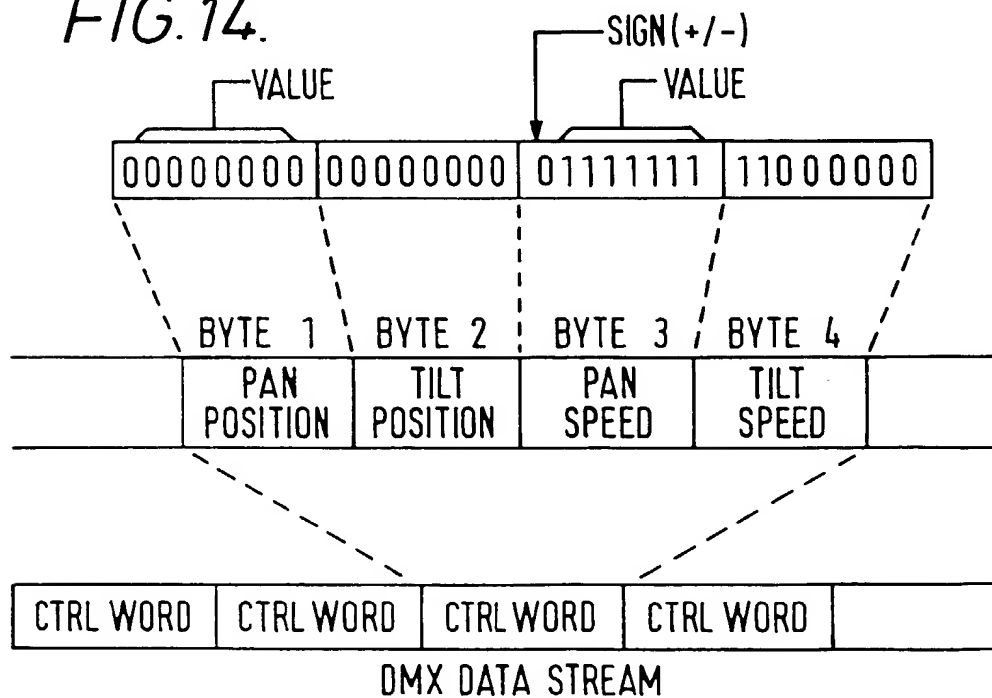 FIG. 14.
SIGN(+/-)
VALUE
VALUE
00000000 00000000 01111111 11000000
BYTE 1 BYTE 2 BYTE 3 BYTE 4
PAN POSITION TILT POSITION PAN SPEED TILT SPEED
CTRL WORD CTRL WORD CTRL WORD CTRL WORD
DMX DATA STREAM